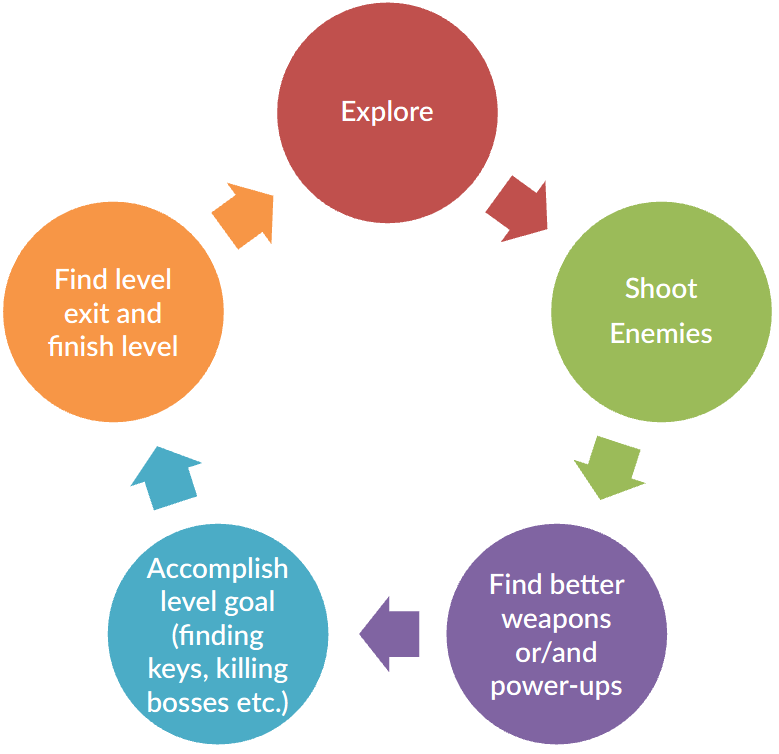 Explore
Shoot
Enemies
Find better
weapons
or/and
power-ups
Accomplish
level goal
(finding
keys, killing
bosses etc.)
Find level
exit and
finish level